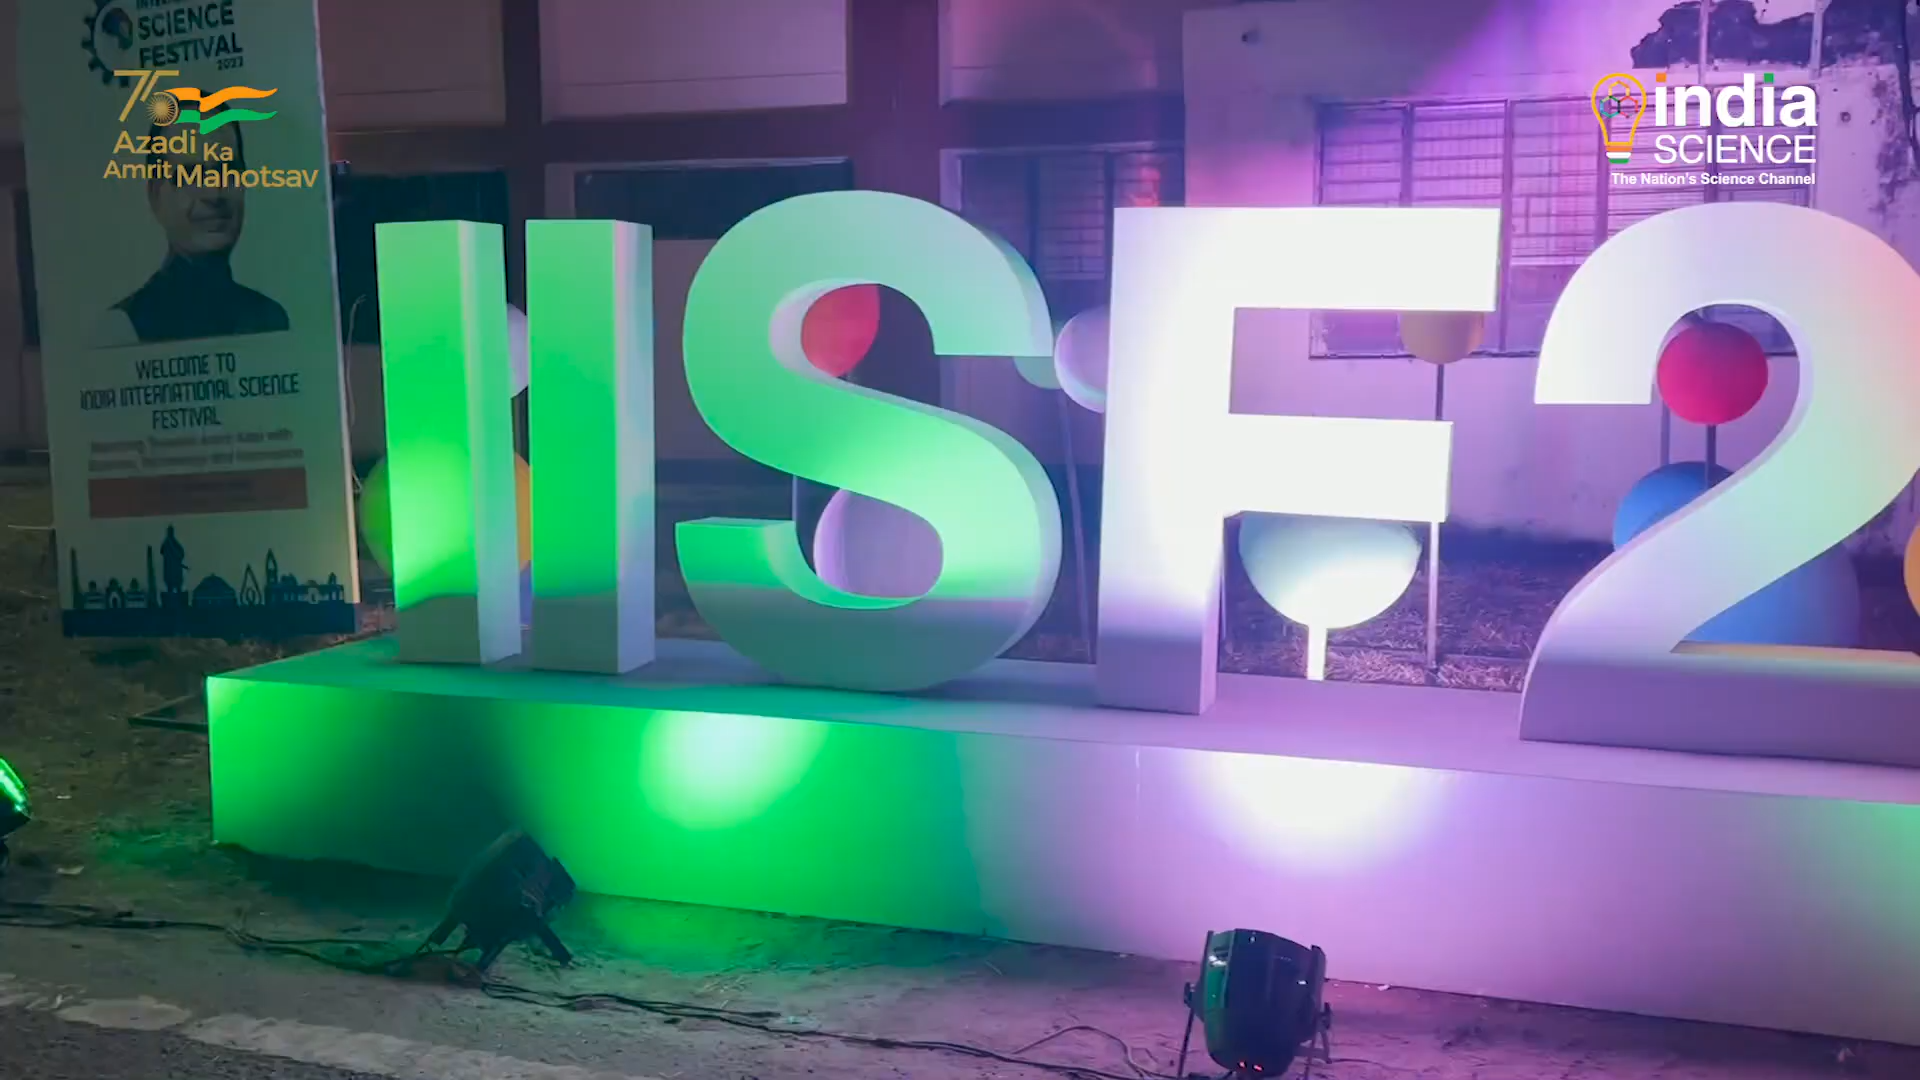 SCIENCE
FESTIVAL
75
Azadi Ka
Amrit Mahotsav
WELCOME TO
INDIA INTERNATIONAL SCIENCE
FESTIVAL
IISF2
india
SCIENCE
The Nation's Science Channel